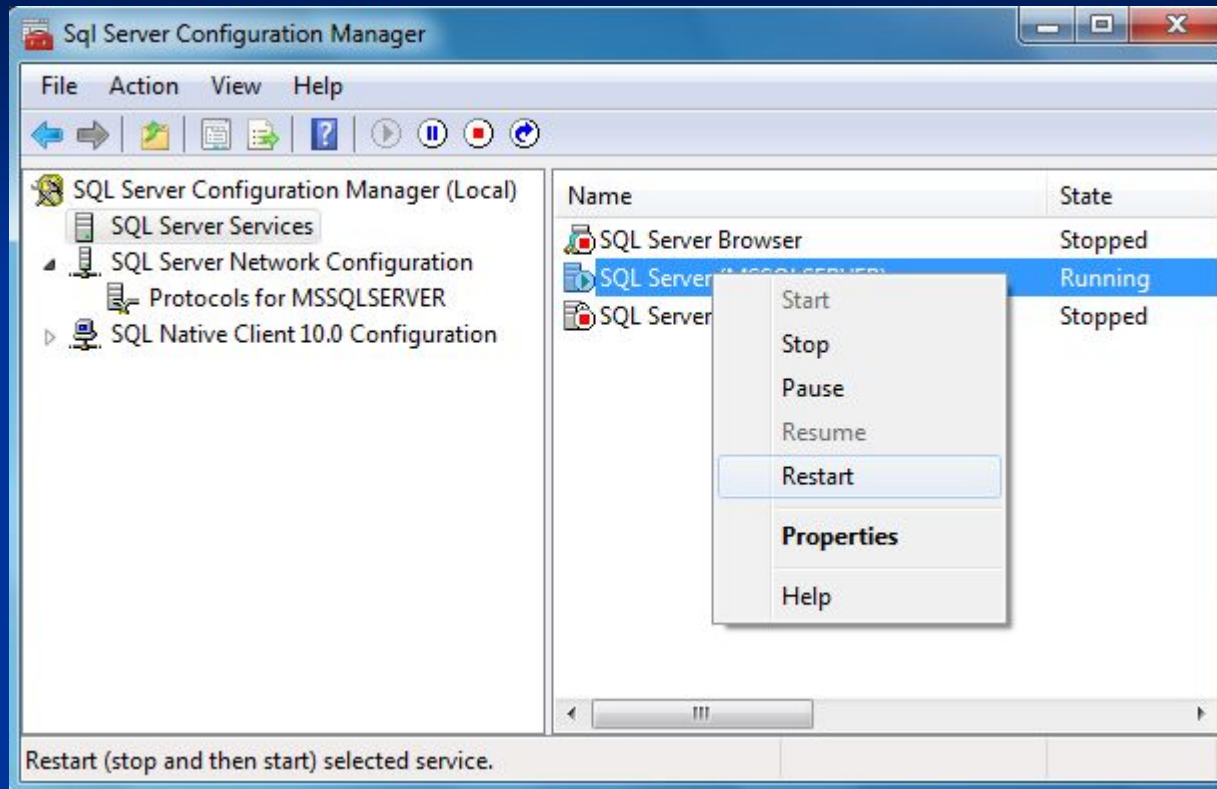 Sql Server Configuration Manager
File Action View Help
SQL Server Configuration Manager (Local)
SQL Server Services
SQL Server Network Configuration
Protocols for MSSQLSERVER
SQL Native Client 10.0 Configuration
Name State
SQL Server Browser Stopped
SQL Server (MSSQLSERVER) Running
SQL Server Stopped
Start
Stop
Pause
Resume
Restart
Properties
Help
Restart (stop and then start) selected service.